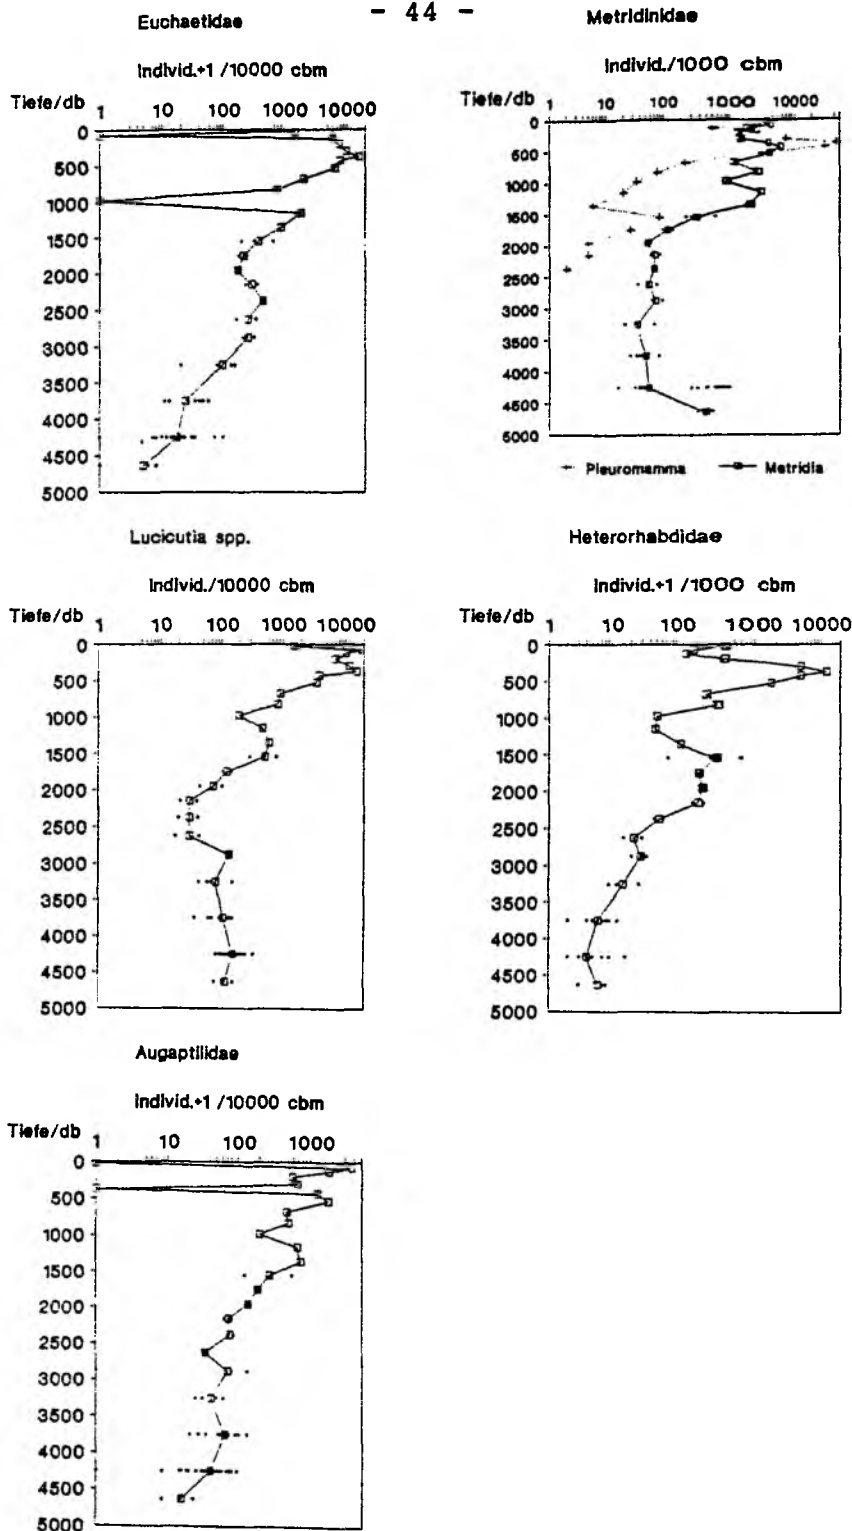 - 44 -
Euchaetidae
Individ.+1 /10000 cbm
Tiefe/db
1 10 100 1000 10000
0
500
1000
1500
2000
2500
3000
3500
4000
4500
5000
Metridinidae
Individ./1000 cbm
Tiefe/db
1 10 100 1000 10000
0
500
1000
1500
2000
2500
3000
3500
4000
4500
5000
Pleuromamma Metridia
Lucicutia spp.
Individ./10000 cbm
Tiefe/db
1 10 100 1000 10000
0
500
1000
1500
2000
2500
3000
3500
4000
4500
5000
Heterorhabdidae
Individ.+1 /1000 cbm
Tiefe/db
1 10 100 1000 10000
0
500
1000
1500
2000
2500
3000
3500
4000
4500
5000
Augaptilidae
Individ.+1 /10000 cbm
Tiefe/db
1 10 100 1000
0
500
1000
1500
2000
2500
3000
3500
4000
4500
5000